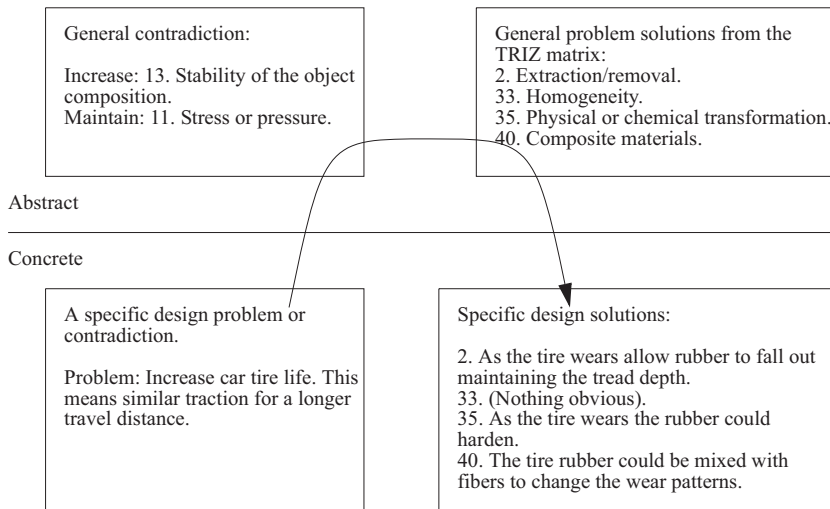 General contradiction:
Increase: 13. Stability of the object
composition.
Maintain: 11. Stress or pressure.
General problem solutions from the
TRIZ matrix:
2. Extraction/removal.
33. Homogeneity.
35. Physical or chemical transformation.
40. Composite materials.
Abstract
Concrete
A specific design problem or
contradiction.
Problem: Increase car tire life. This
means similar traction for a longer
travel distance.
Specific design solutions:
2. As the tire wears allow rubber to fall out
maintaining the tread depth.
33. (Nothing obvious).
35. As the tire wears the rubber could
harden.
40. The tire rubber could be mixed with
fibers to change the wear patterns.